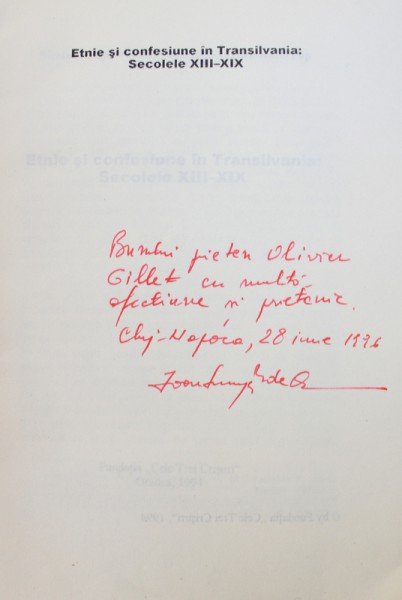 Etnie și confesiune în Transilvania:
Secolele XIII–XIX
Bunului prieten Olivier
Gillet cu multă
afecțiune și prietenie.
Cluj-Napoca, 28 iunie 1996
Ioan